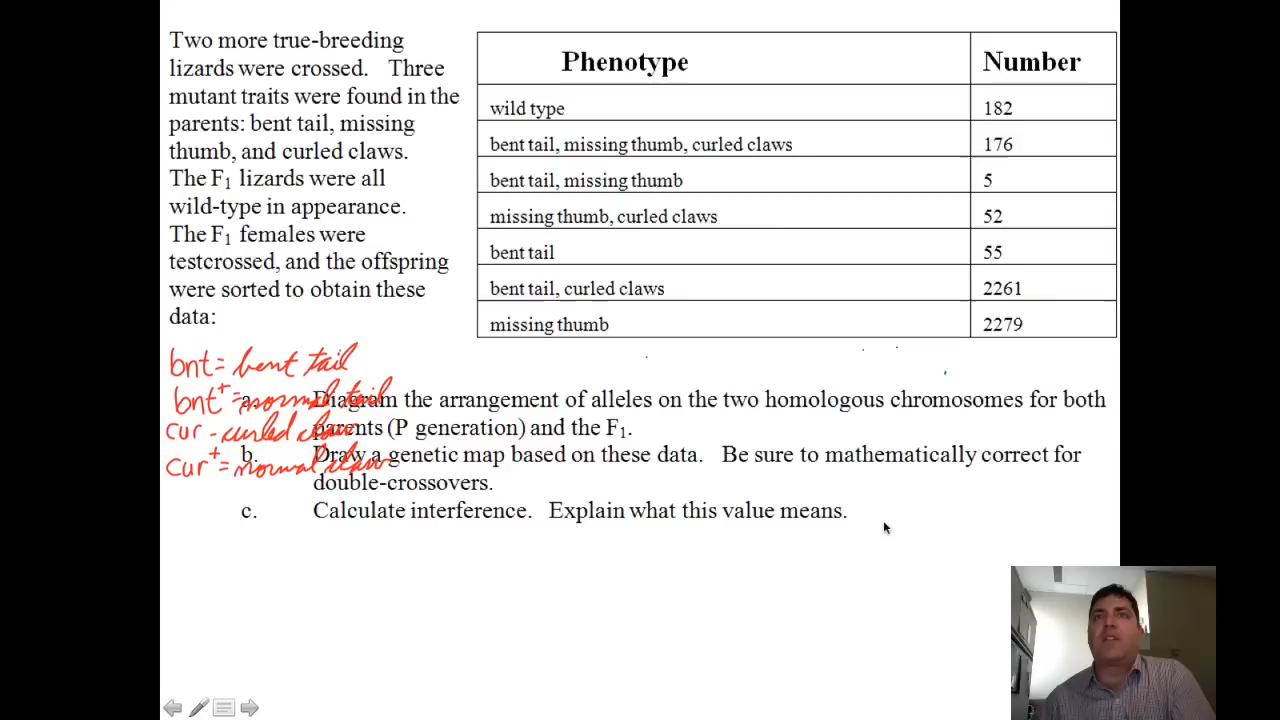 Two more true-breeding
lizards were crossed. Three
mutant traits were found in the
parents: bent tail, missing
thumb, and curled claws.
The F₁ lizards were all
wild-type in appearance.
The F₁ females were
testcrossed, and the offspring
were sorted to obtain these
data:
Phenotype Number
wild type 182
bent tail, missing thumb, curled claws 176
bent tail, missing thumb 5
missing thumb, curled claws 52
bent tail 55
bent tail, curled claws 2261
missing thumb 2279
bnt = bent tail
bnt⁺ = normal tail
cur - curled claw
cur⁺ = normal claw
a. Diagram the arrangement of alleles on the two homologous chromosomes for both
parents (P generation) and the F₁.
b. Draw a genetic map based on these data. Be sure to mathematically correct for
double-crossovers.
c. Calculate interference. Explain what this value means.